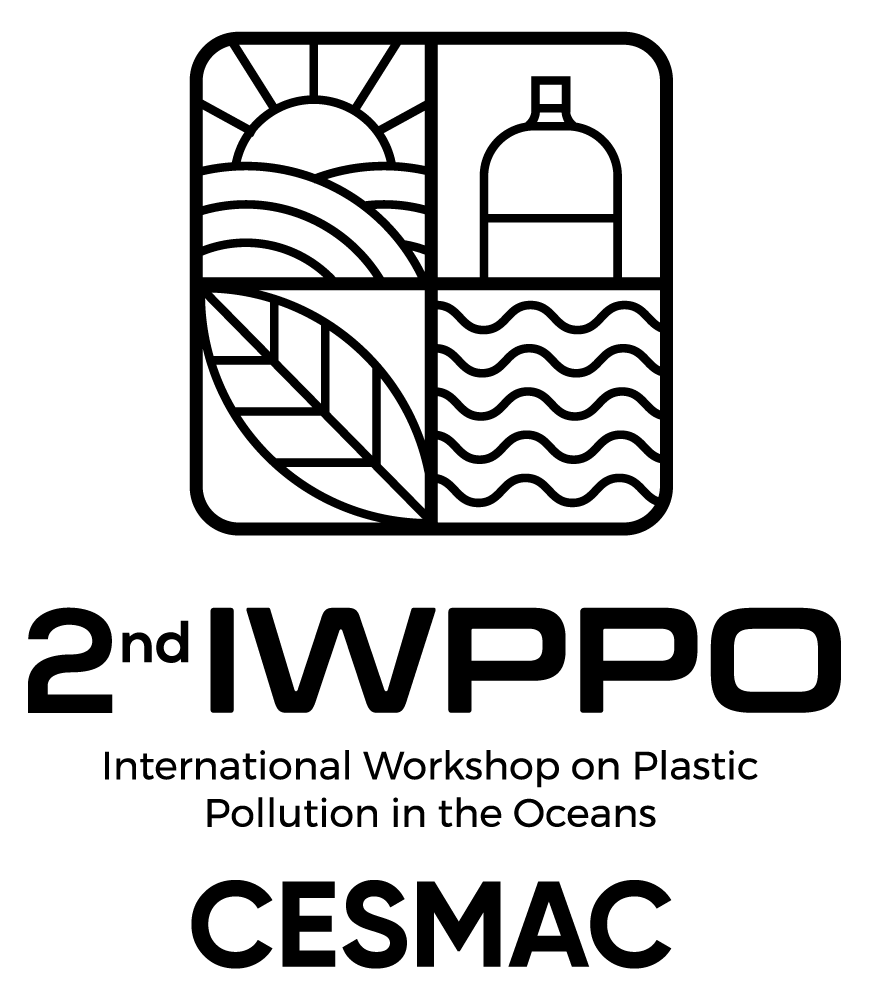 2nd IWPPO
International Workshop on Plastic
Pollution in the Oceans
CESMAC